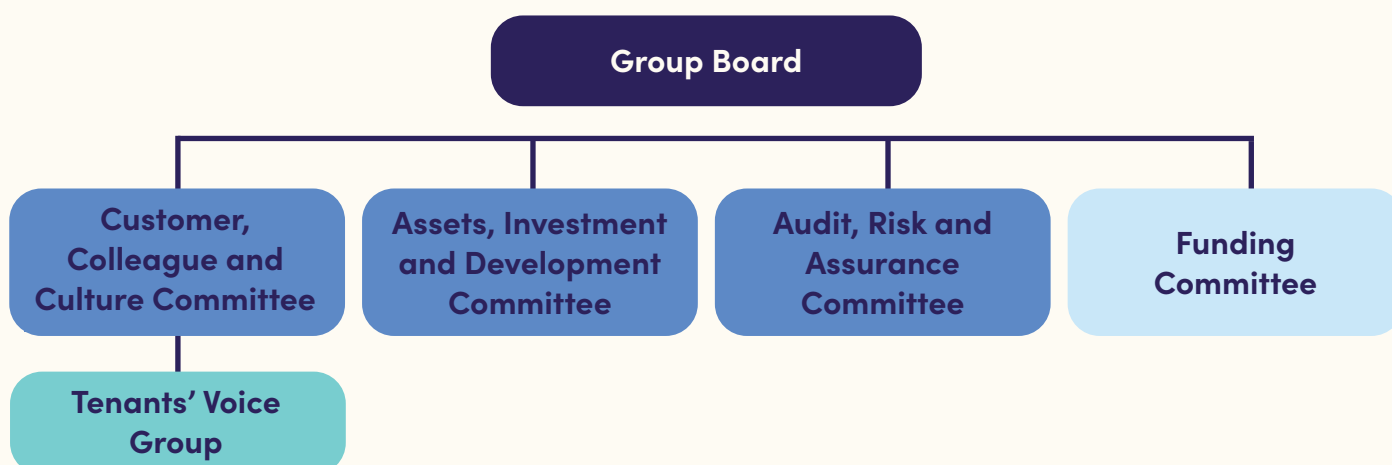 Group Board
Customer,
Colleague and
Culture Committee
Assets, Investment
and Development
Committee
Audit, Risk and
Assurance
Committee
Funding
Committee
Tenants’ Voice
Group